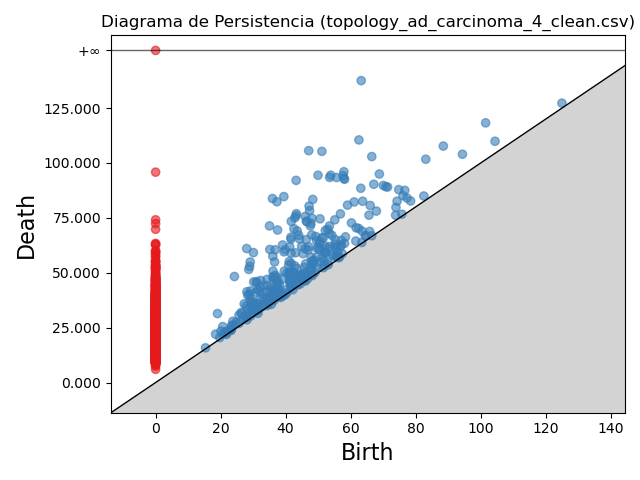 Diagrama de Persistencia (topology_ad_carcinoma_4_clean.csv)
+∞
125.000
100.000
75.000
50.000
25.000
0.000
Death
0 20 40 60 80 100 120 140
Birth